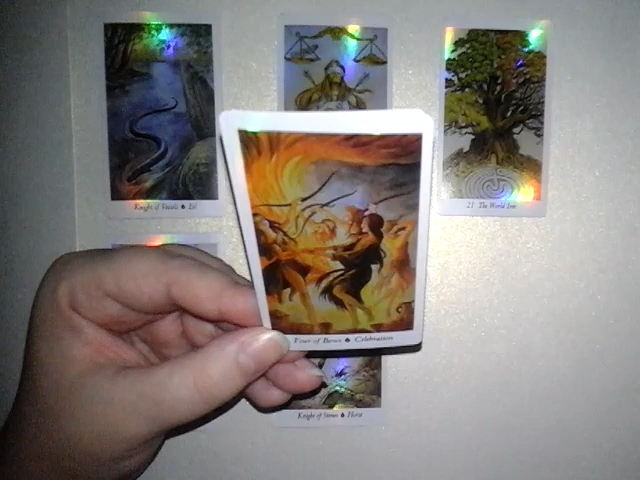 Knight of Vessels ♠ Eel
21 The World Tree
Four of Bows ♠ Celebration
Knight of Stones ♠ Horse